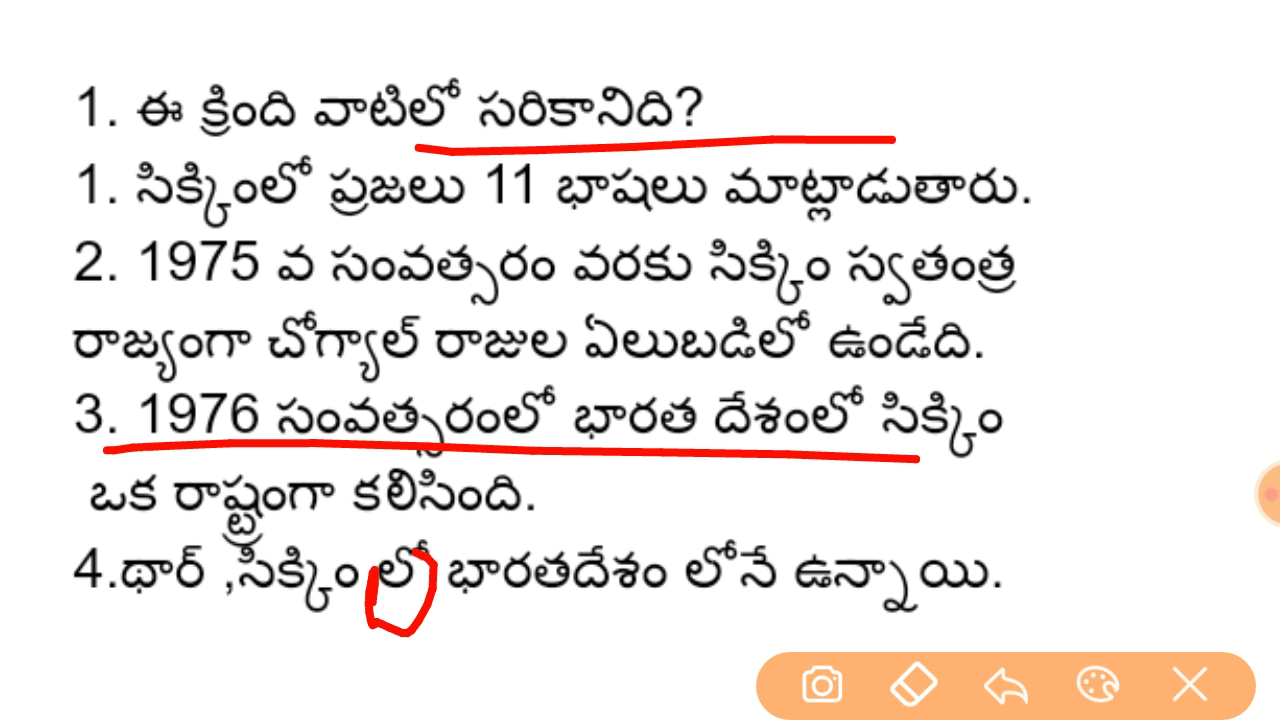 1. ఈ క్రింది వాటిలో సరికానిది?
1. సిక్కింలో ప్రజలు 11 భాషలు మాట్లాడుతారు.
2. 1975 వ సంవత్సరం వరకు సిక్కిం స్వతంత్ర
రాజ్యంగా చోగ్యాల్ రాజుల ఏలుబడిలో ఉండేది.
3. 1976 సంవత్సరంలో భారత దేశంలో సిక్కిం
ఒక రాష్ట్రంగా కలిసింది.
4.థార్ ,సిక్కిం లో భారతదేశం లోనే ఉన్నాయి.